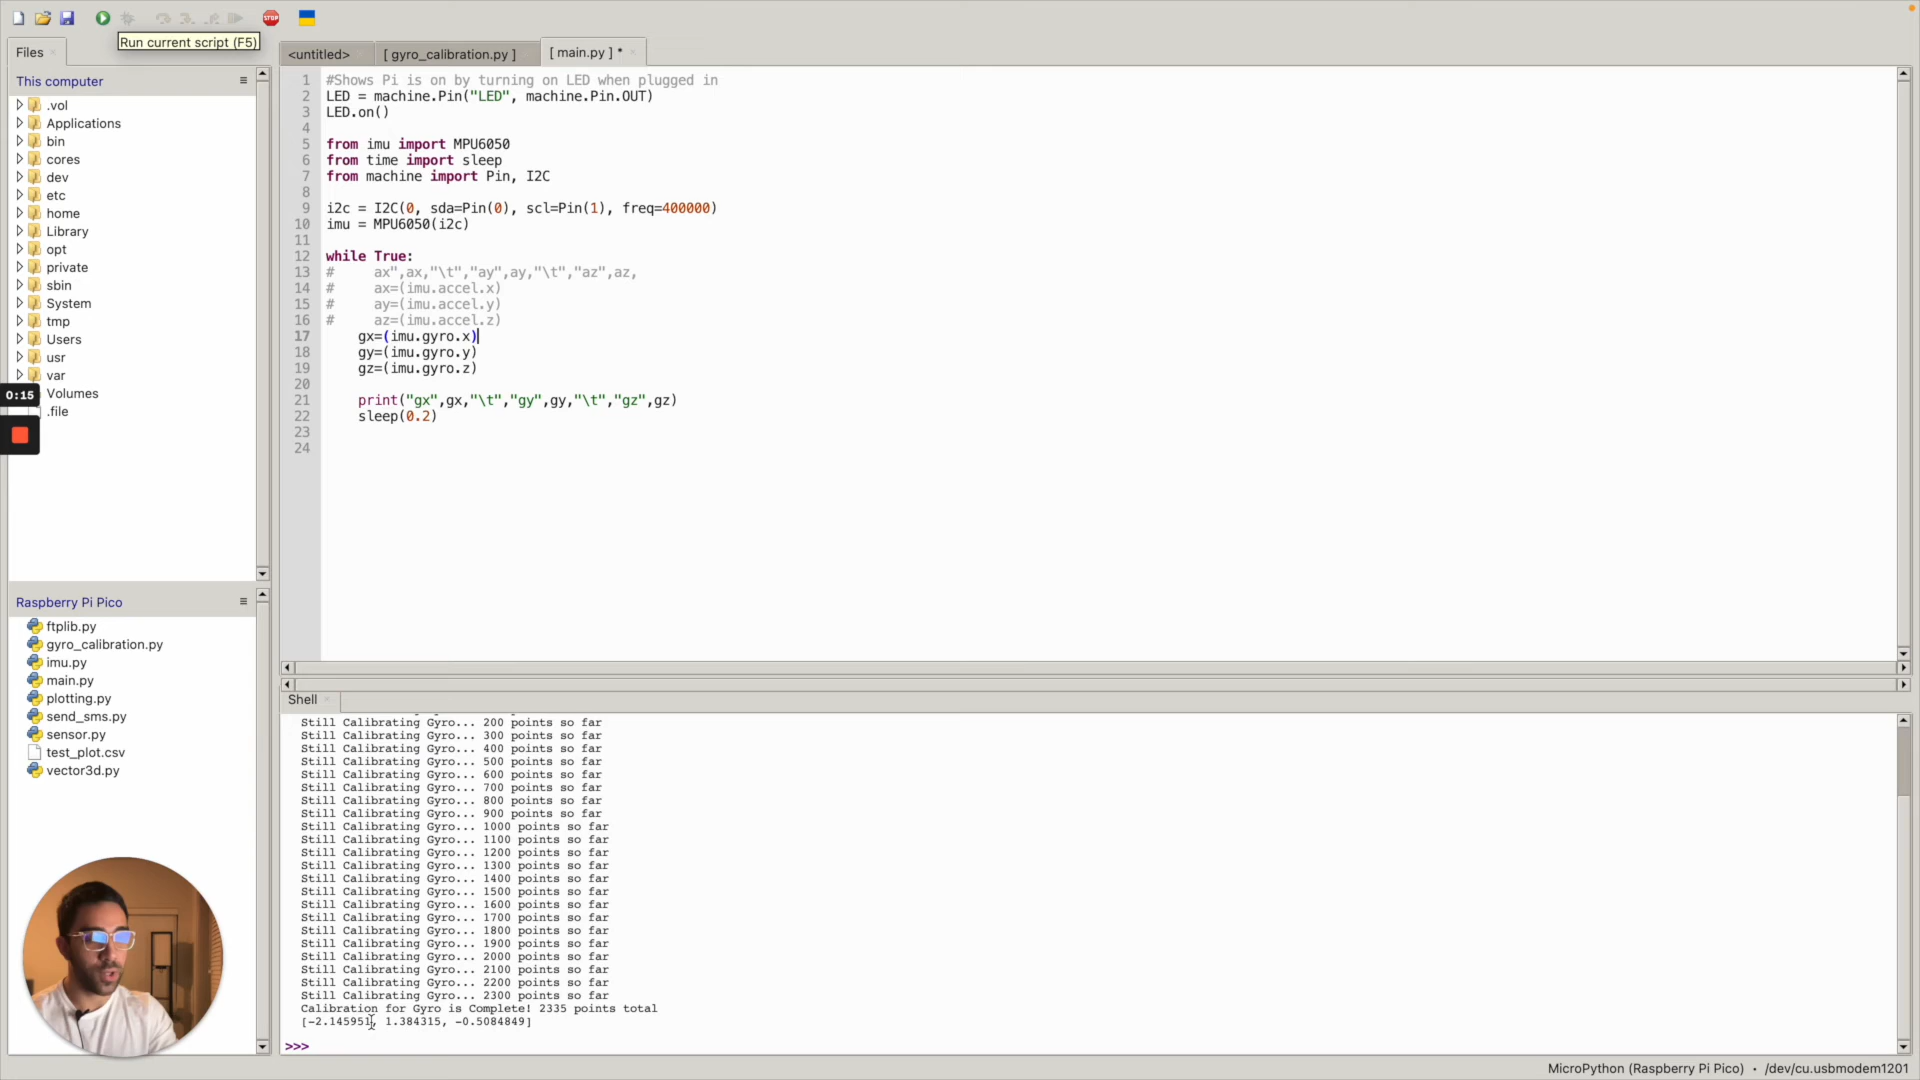 Run current script (F5)
Files
<untitled>
[ gyro_calibration.py ]
[ main.py ] *
This computer
.vol
Applications
bin
cores
dev
etc
home
Library
opt
private
sbin
System
tmp
Users
usr
var
Volumes
.file
0:15
1 #Shows Pi is on by turning on LED when plugged in
2 LED = machine.Pin("LED", machine.Pin.OUT)
3 LED.on()
4
5 from imu import MPU6050
6 from time import sleep
7 from machine import Pin, I2C
8
9 i2c = I2C(0, sda=Pin(0), scl=Pin(1), freq=400000)
10 imu = MPU6050(i2c)
11
12 while True:
13 #     ax",ax,"\t","ay",ay,"\t","az",az,
14 #     ax=(imu.accel.x)
15 #     ay=(imu.accel.y)
16 #     az=(imu.accel.z)
17     gx=(imu.gyro.x)
18     gy=(imu.gyro.y)
19     gz=(imu.gyro.z)
20
21     print("gx",gx,"\t","gy",gy,"\t","gz",gz)
22     sleep(0.2)
23
24
Raspberry Pi Pico
ftplib.py
gyro_calibration.py
imu.py
main.py
plotting.py
send_sms.py
sensor.py
test_plot.csv
vector3d.py
Shell
Still Calibrating Gyro... 200 points so far
Still Calibrating Gyro... 300 points so far
Still Calibrating Gyro... 400 points so far
Still Calibrating Gyro... 500 points so far
Still Calibrating Gyro... 600 points so far
Still Calibrating Gyro... 700 points so far
Still Calibrating Gyro... 800 points so far
Still Calibrating Gyro... 900 points so far
Still Calibrating Gyro... 1000 points so far
Still Calibrating Gyro... 1100 points so far
Still Calibrating Gyro... 1200 points so far
Still Calibrating Gyro... 1300 points so far
Still Calibrating Gyro... 1400 points so far
Still Calibrating Gyro... 1500 points so far
Still Calibrating Gyro... 1600 points so far
Still Calibrating Gyro... 1700 points so far
Still Calibrating Gyro... 1800 points so far
Still Calibrating Gyro... 1900 points so far
Still Calibrating Gyro... 2000 points so far
Still Calibrating Gyro... 2100 points so far
Still Calibrating Gyro... 2200 points so far
Still Calibrating Gyro... 2300 points so far
Calibration for Gyro is Complete! 2335 points total
[-2.145951, 1.384315, -0.5084849]
>>>
MicroPython (Raspberry Pi Pico) • /dev/cu.usbmodem1201
STOP